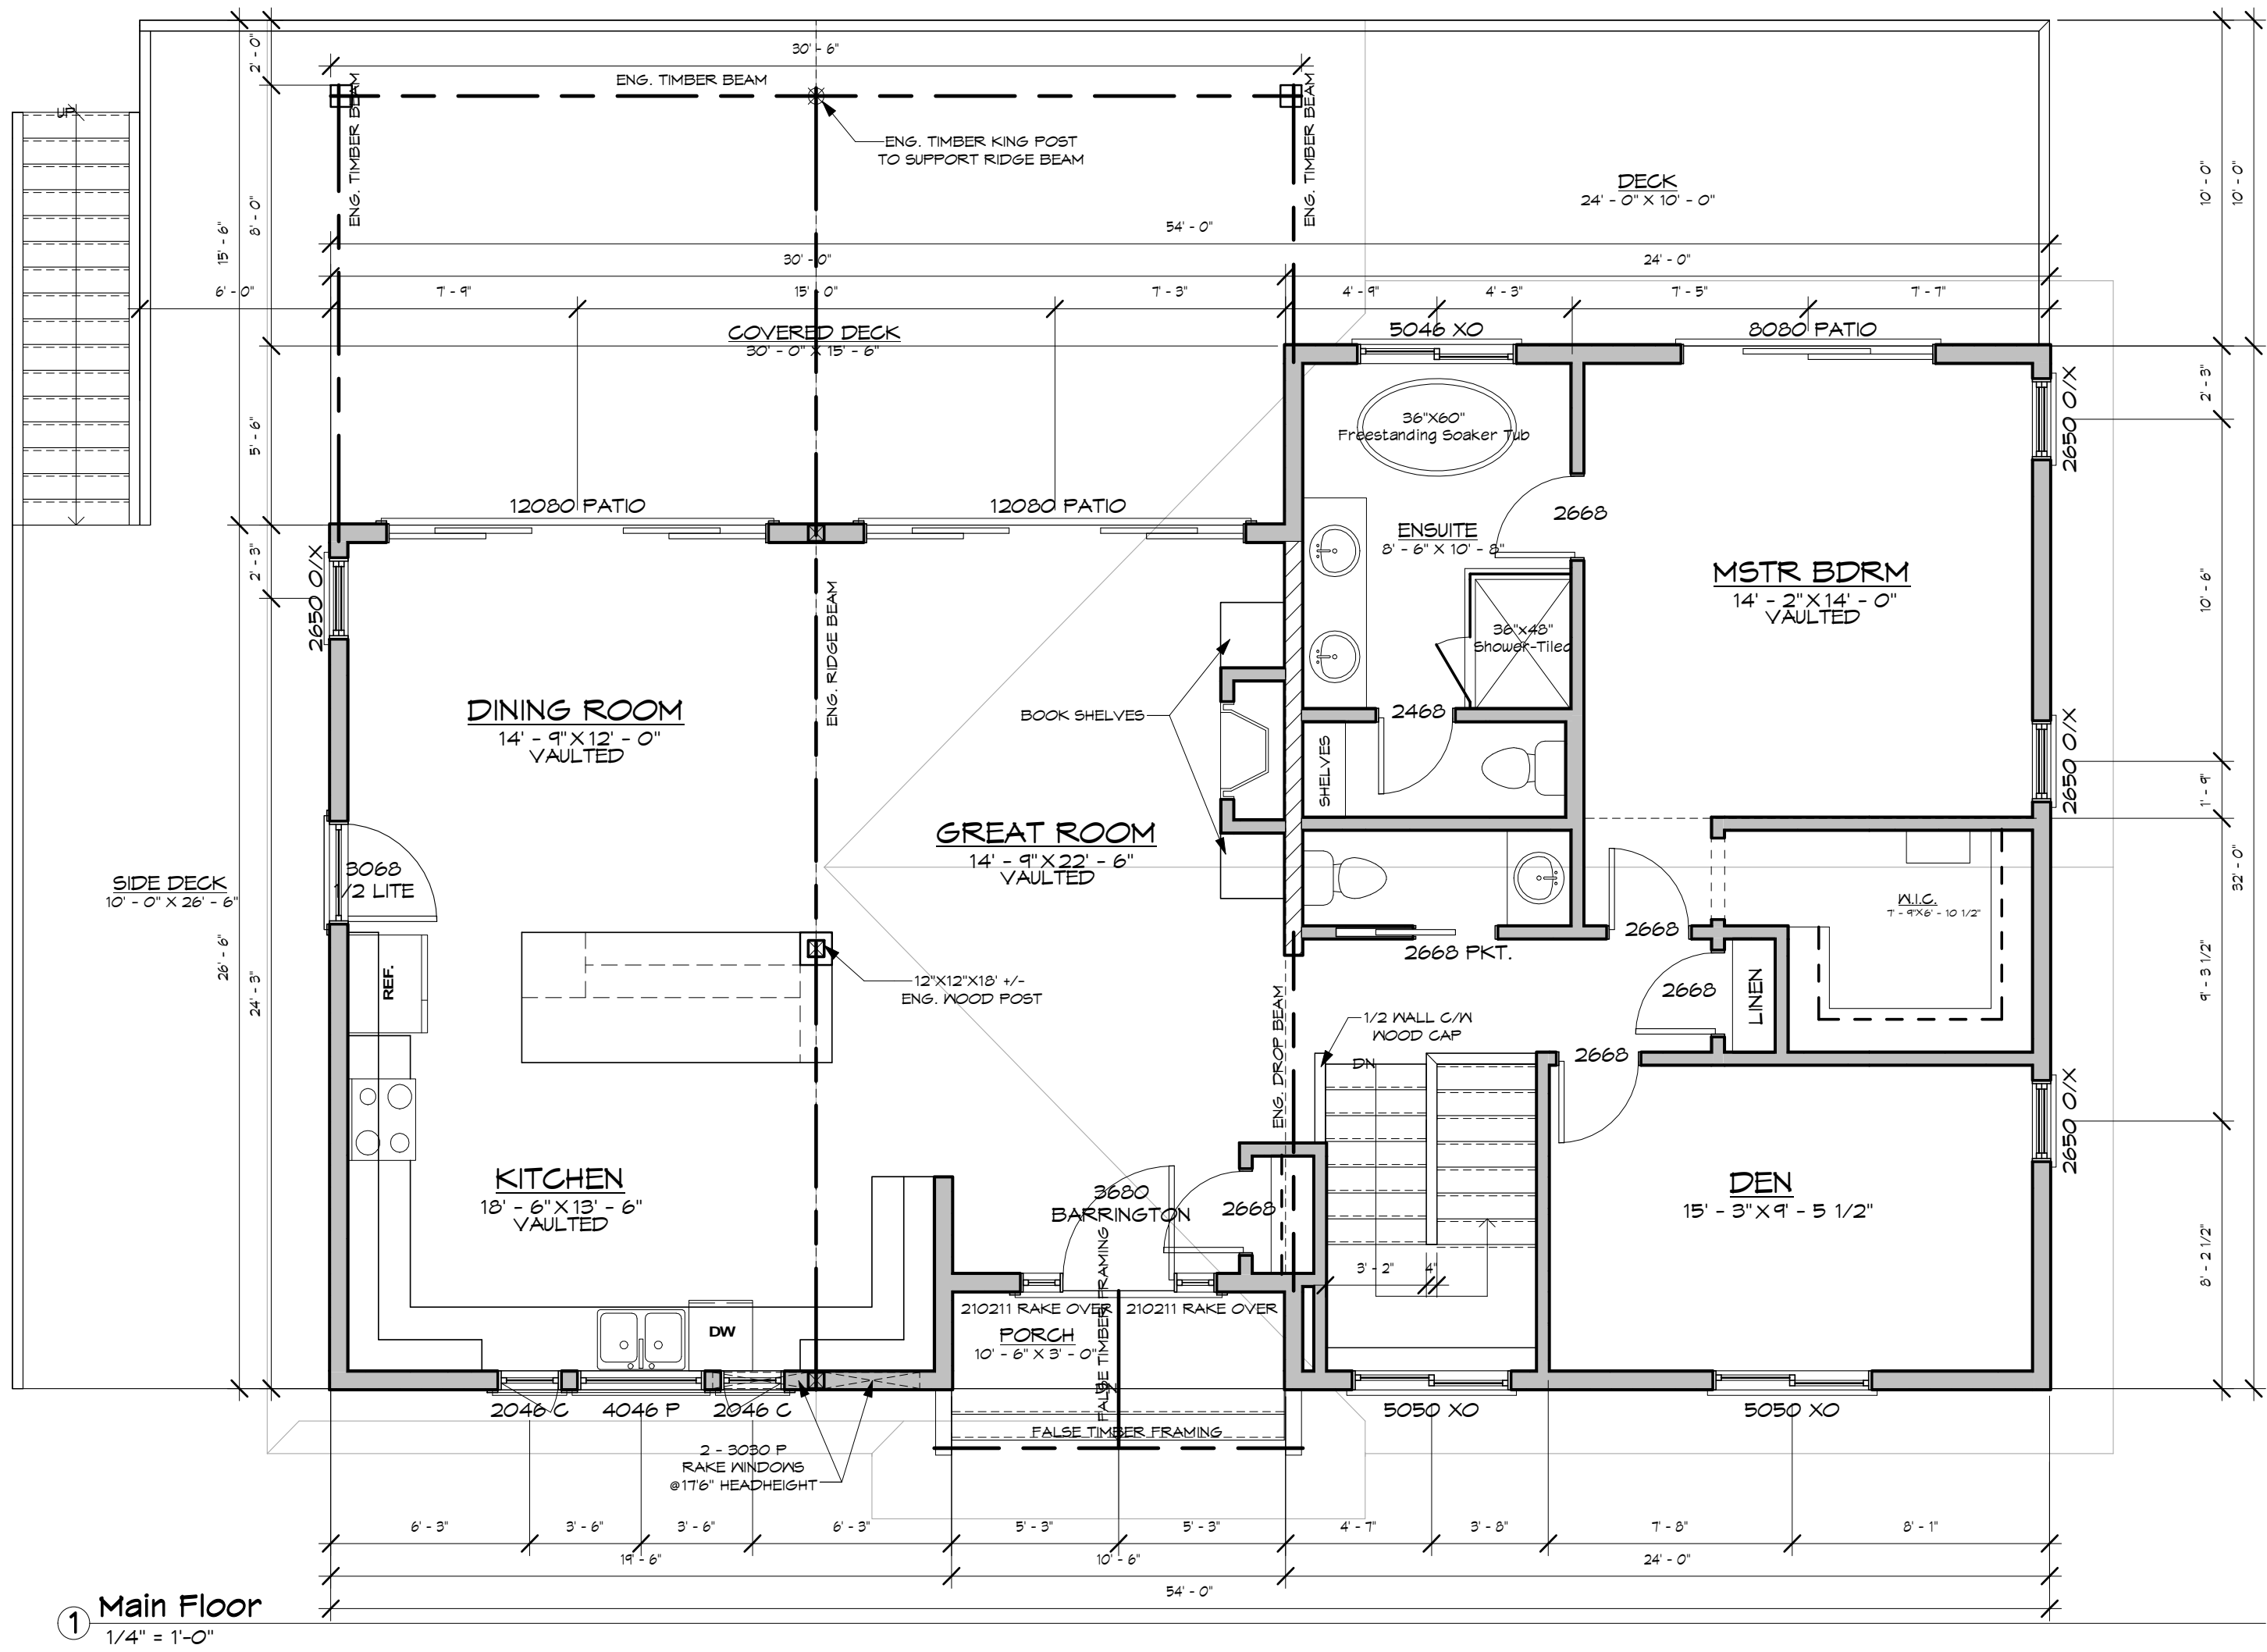 30' - 6"
ENG. TIMBER BEAM
ENG. TIMBER BEAM
ENG. TIMBER BEAM
2' - 0"
UP
ENG. TIMBER KING POST
TO SUPPORT RIDGE BEAM
DECK
24' - 0" X 10' - 0"
10' - 0"
10' - 0"
8' - 0"
15' - 6"
54' - 0"
30' - 0"
24' - 0"
6' - 0"
7' - 9"
15' - 0"
7' - 3"
4' - 9"
4' - 3"
7' - 5"
7' - 7"
COVERED DECK
30' - 0" X 15' - 6"
5046 XO
8080 PATIO
2' - 3"
2650 O/X
5' - 6"
36"X60"
Freestanding Soaker Tub
12080 PATIO
12080 PATIO
2668
ENSUITE
8' - 6" X 10' - 8"
2' - 3"
2650 O/X
MSTR BDRM
14' - 2" X 14' - 0"
VAULTED
10' - 6"
ENG. RIDGE BEAM
36"x48"
Shower-Tiled
DINING ROOM
14' - 9" X 12' - 0"
VAULTED
BOOK SHELVES
2468
SHELVES
2650 O/X
1' - 9"
GREAT ROOM
14' - 9" X 22' - 6"
VAULTED
3068
1/2 LITE
SIDE DECK
10' - 0" X 26' - 6"
W.I.C.
7' - 9"X6' - 10 1/2"
32' - 0"
26' - 6"
24' - 3"
REF.
2668
2668 PKT.
9' - 3 1/2"
12"X12"X18' +/-
ENG. WOOD POST
2668
LINEN
ENG. DROP BEAM
1/2 WALL C/W
WOOD CAP
DN
2668
2650 O/X
KITCHEN
18' - 6" X 13' - 6"
VAULTED
3680
BARRINGTON
2668
DEN
15' - 3" X 9' - 5 1/2"
8' - 2 1/2"
3' - 2"
4"
210211 RAKE OVER
210211 RAKE OVER
FALSE TIMBER FRAMING
DW
PORCH
10' - 6" X 3' - 0"
2046 C
4046 P
2046 C
5050 XO
5050 XO
FALSE TIMBER FRAMING
2 - 3030 P
RAKE WINDOWS
@17'6" HEADHEIGHT
6' - 3"
3' - 6"
3' - 6"
6' - 3"
5' - 3"
5' - 3"
4' - 7"
3' - 8"
7' - 8"
8' - 1"
19' - 6"
10' - 6"
24' - 0"
54' - 0"
1
Main Floor
1/4" = 1'-0"